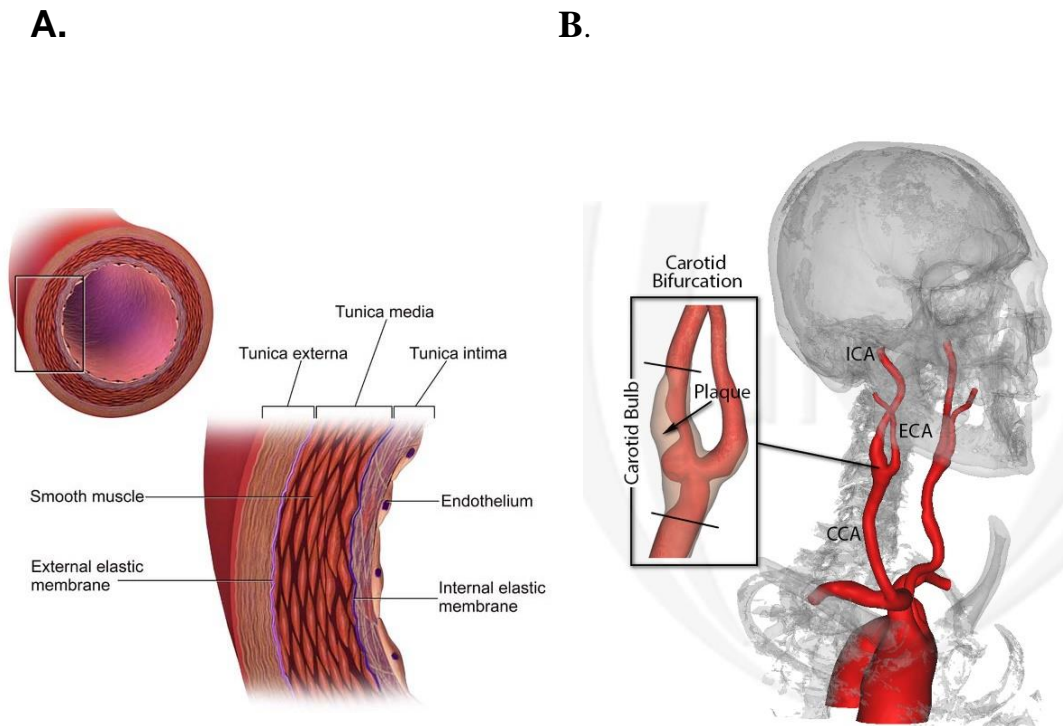 A.
B.
Tunica media
Tunica externa
Tunica intima
Smooth muscle
Endothelium
External elastic
membrane
Internal elastic
membrane
Carotid
Bifurcation
Carotid Bulb
Plaque
ICA
ECA
CCA